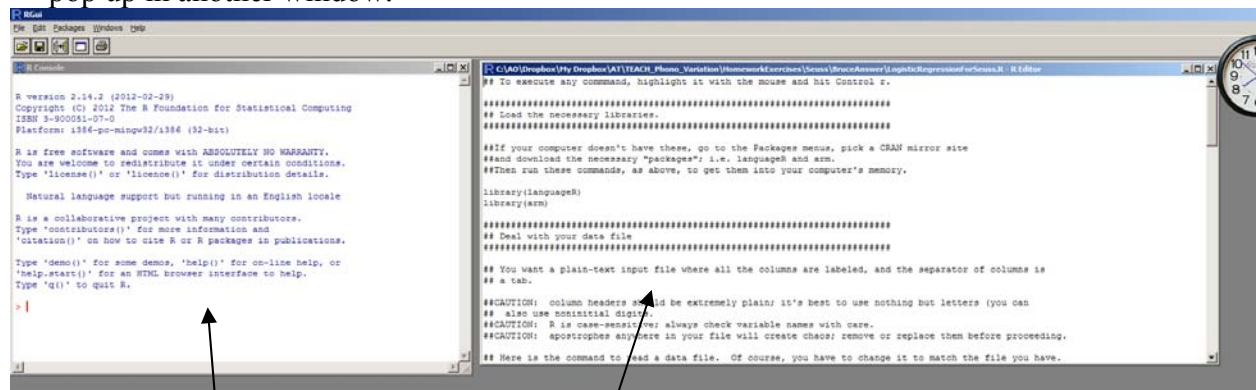 pop up in another window.
RGui
File Edit Packages Windows Help
R Console
R version 2.14.2 (2012-02-29)
Copyright (C) 2012 The R Foundation for Statistical Computing
ISBN 3-900051-07-0
Platform: i386-pc-mingw32/i386 (32-bit)
R is free software and comes with ABSOLUTELY NO WARRANTY.
You are welcome to redistribute it under certain conditions.
Type 'license()' or 'licence()' for distribution details.
Natural language support but running in an English locale
R is a collaborative project with many contributors.
Type 'contributors()' for more information and
'citation()' on how to cite R or R packages in publications.
Type 'demo()' for some demos, 'help()' for on-line help, or
'help.start()' for an HTML browser interface to help.
Type 'q()' to quit R.
>
C:\AO\Dropbox\My Dropbox\AT\TEACH_Phono_Variation\HomeworkExercises\Seuss\BruceAnswer\LogisticRegressionForSeuss.R - R Editor
## To execute any commmand, highlight it with the mouse and hit Control r.
##########################################################################
## Load the necessary libraries.
##########################################################################
##If your computer doesn't have these, go to the Packages menus, pick a CRAN mirror site
##and download the necessary "packages"; i.e. languageR and arm.
##Then run these commands, as above, to get them into your computer's memory.
library(languageR)
library(arm)
##########################################################################
## Deal with your data file
##########################################################################
## You want a plain-text input file where all the columns are labeled, and the separator of columns is
## a tab.
##CAUTION: column headers should be extremely plain; it's best to use nothing but letters (you can
## also use noninitial digits.
##CAUTION: R is case-sensitive; always check variable names with care.
##CAUTION: apostrophes anywhere in your file will create chaos; remove or replace them before proceeding.
## Here is the command to read a data file. Of course, you have to change it to match the file you have.
11
10
9
8
7